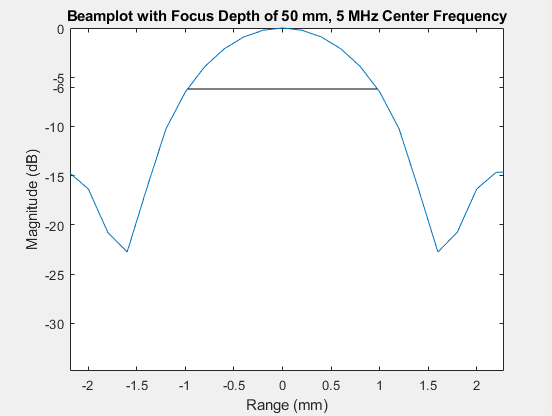 Beamplot with Focus Depth of 50 mm, 5 MHz Center Frequency
0
-5
-6
-10
-15
-20
-25
-30
Magnitude (dB)
-2 -1.5 -1 -0.5 0 0.5 1 1.5 2
Range (mm)